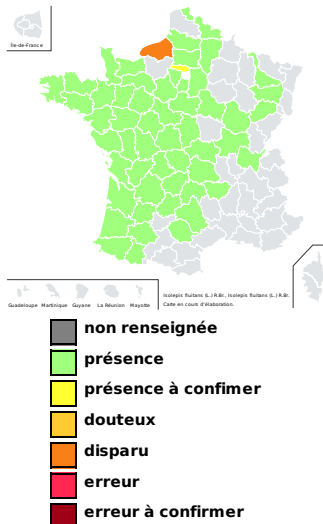 Île-de-France
Guadeloupe Martinique Guyane La Réunion Mayotte
Isolepis fluitans (L.) R.Br., Isolepis fluitans (L.) R.Br.
Carte en cours d'élaboration.
non renseignée
présence
présence à confimer
douteux
disparu
erreur
erreur à confirmer